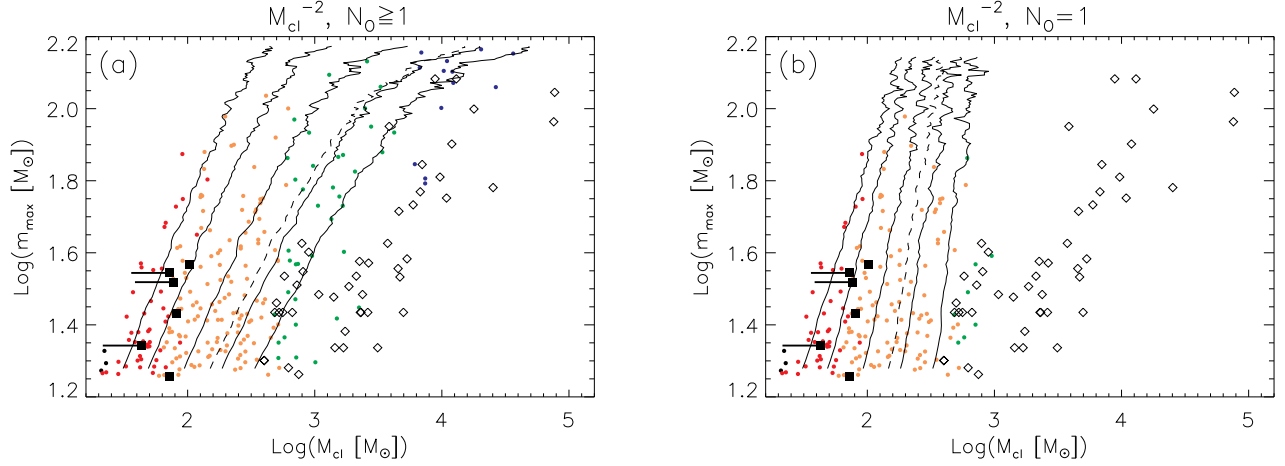 M_cl^-2, N_0≧1
(a)
2.2
2.0
1.8
1.6
1.4
1.2
Log(m_max [M_⊙])
2
3
4
5
Log(M_cl [M_⊙])
M_cl^-2, N_0=1
(b)
2.2
2.0
1.8
1.6
1.4
1.2
Log(m_max [M_⊙])
2
3
4
5
Log(M_cl [M_⊙])